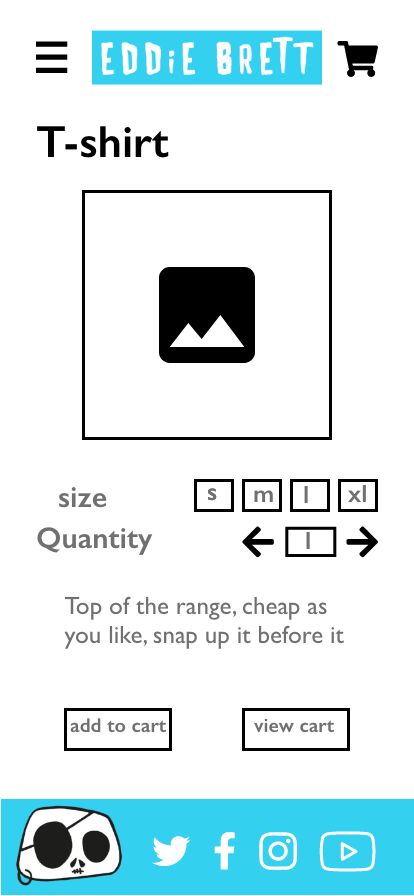 EDDiE BRETT
T-shirt
size s m l xl
Quantity 1
Top of the range, cheap as
you like, snap up it before it
add to cart view cart